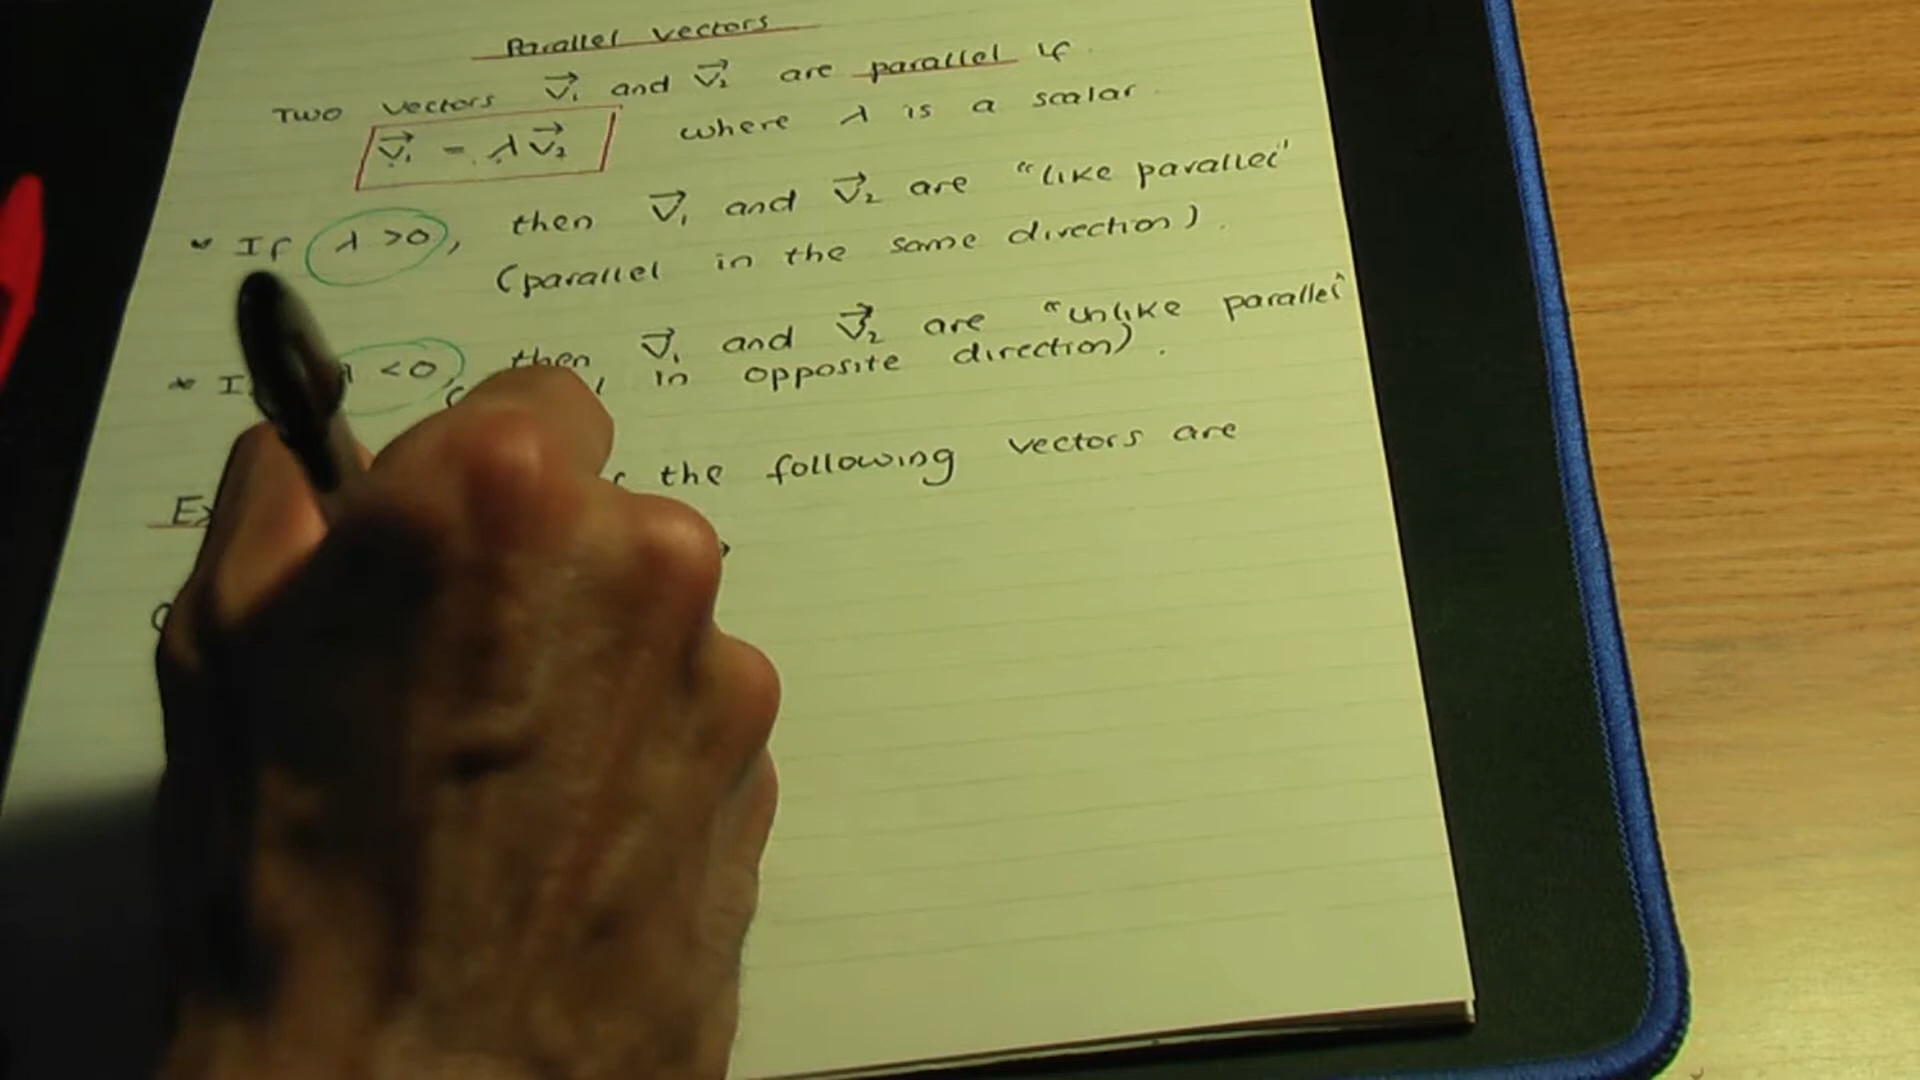 Parallel vectors
Two vectors V₁ and V₂ are parallel if
V₁ = λV₂ where λ is a scalar
* If λ >0, then V₁ and V₂ are "like parallel"
(parallel in the same direction).
* If λ <0, then V₁ and V₂ are "unlike parallel"
in opposite direction).
the following vectors are